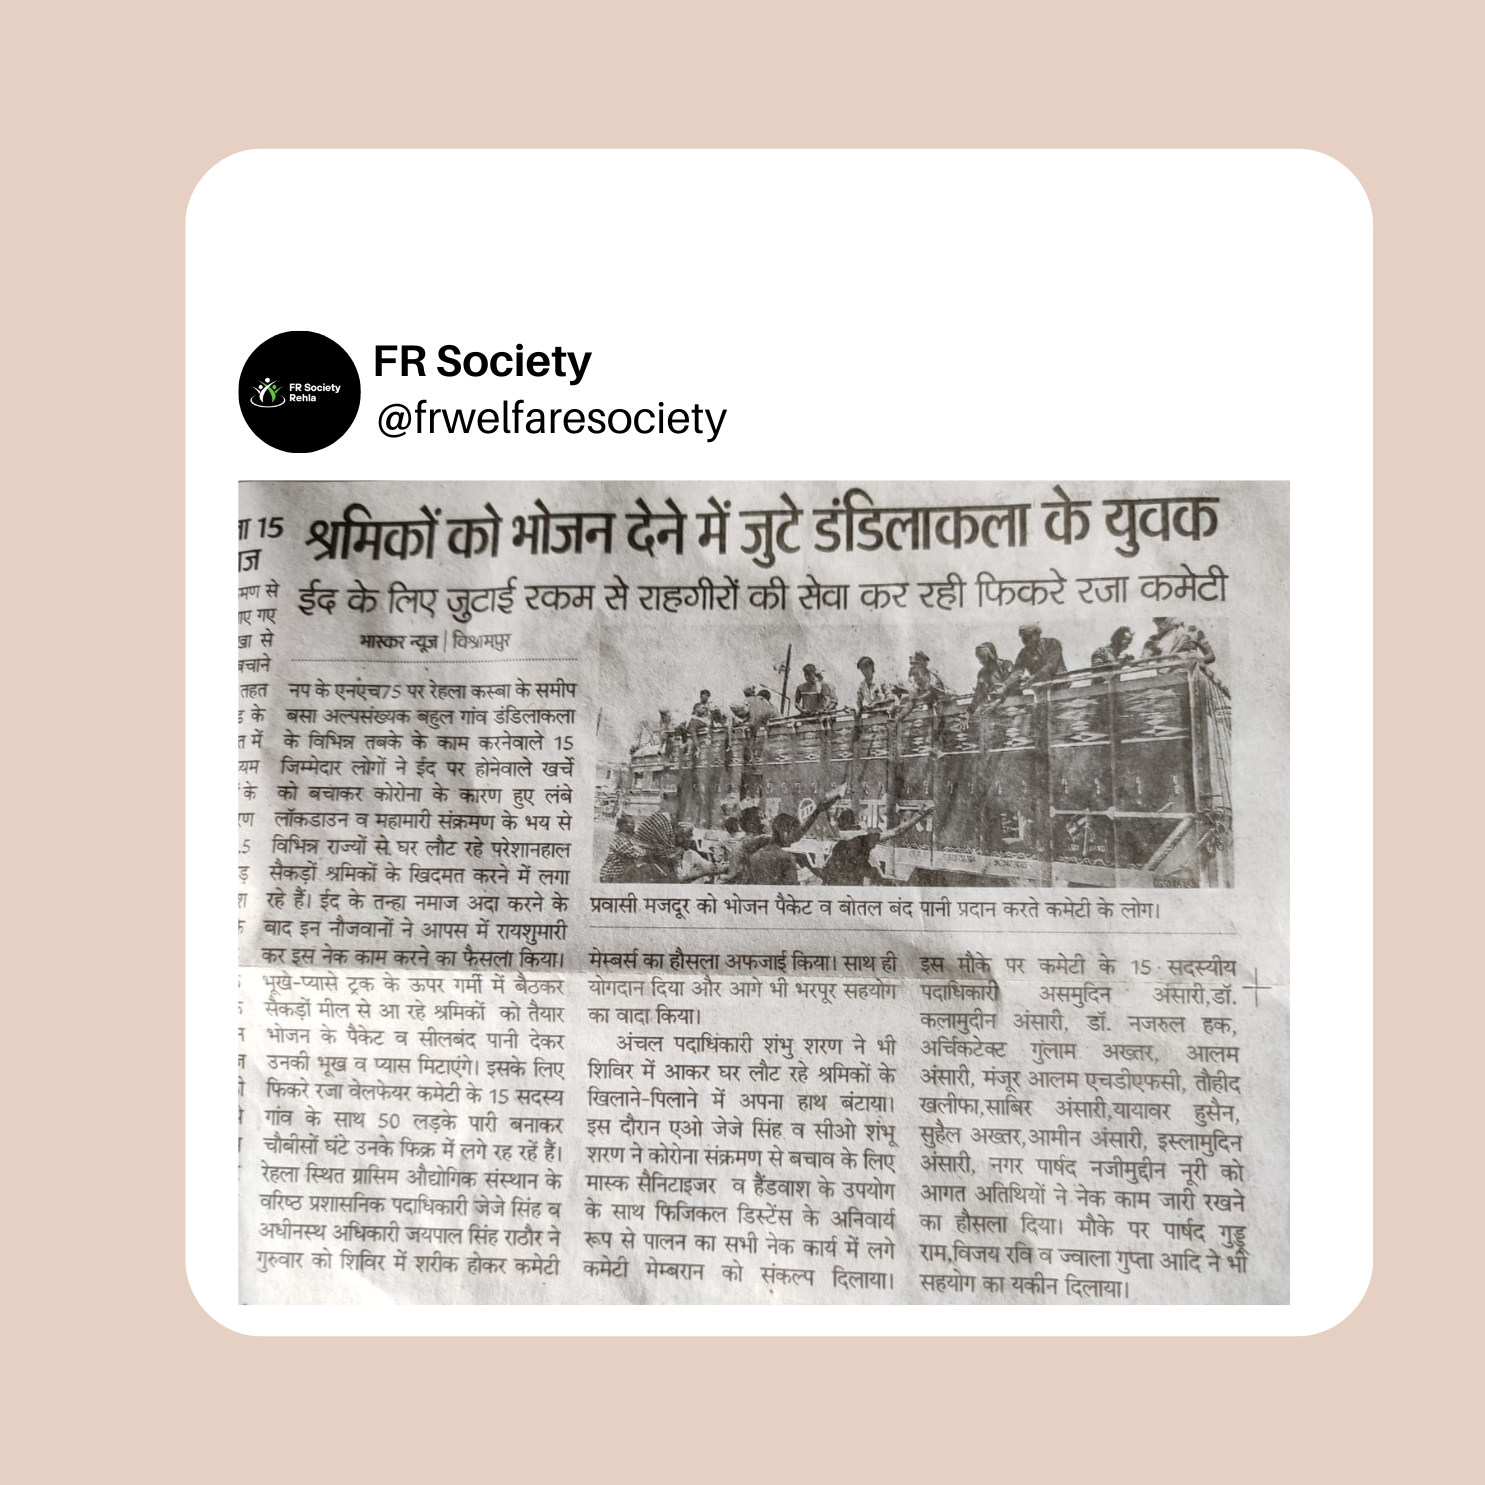 FR Society
Rehla
FR Society
@frwelfaresociety
श्रमिकों को भोजन देने में जुटे डंडिलाकला के युवक
ईद के लिए जुटाई रकम से राहगीरों की सेवा कर रही फिकरे रजा कमेटी
भास्कर न्यूज | विश्रामपुर
नप के एनएच75 पर रेहला कस्बा के समीप
बसा अल्पसंख्यक बहुल गांव डंडिलाकला
के विभिन्न तबके के काम करनेवाले 15
जिम्मेदार लोगों ने ईद पर होनेवाले खर्चे
को बचाकर कोरोना के कारण हुए लंबे
लॉकडाउन व महामारी संक्रमण के भय से
विभिन्न राज्यों से घर लौट रहे परेशानहाल
सैकड़ों श्रमिकों के खिदमत करने में लगा
रहे हैं। ईद के तन्हा नमाज अदा करने के
बाद इन नौजवानों ने आपस में रायशुमारी
कर इस नेक काम करने का फैसला किया।
भूखे-प्यासे ट्रक के ऊपर गर्मी में बैठकर
सैकड़ों मील से आ रहे श्रमिकों को तैयार
भोजन के पैकेट व सीलबंद पानी देकर
उनकी भूख व प्यास मिटाएंगे। इसके लिए
फिकरे रजा वेलफेयर कमेटी के 15 सदस्य
गांव के साथ 50 लड़के पारी बनाकर
चौबीसों घंटे उनके फिक्र में लगे रह रहें हैं।
रेहला स्थित ग्रासिम औद्योगिक संस्थान के
वरिष्ठ प्रशासनिक पदाधिकारी जेजे सिंह व
अधीनस्थ अधिकारी जयपाल सिंह राठौर ने
गुरुवार को शिविर में शरीक होकर कमेटी
प्रवासी मजदूर को भोजन पैकेट व बोतल बंद पानी प्रदान करते कमेटी के लोग।
मेम्बर्स का हौसला अफजाई किया। साथ ही
योगदान दिया और आगे भी भरपूर सहयोग
का वादा किया।
अंचल पदाधिकारी शंभु शरण ने भी
शिविर में आकर घर लौट रहे श्रमिकों के
खिलाने-पिलाने में अपना हाथ बंटाया।
इस दौरान एओ जेजे सिंह व सीओ शंभू
शरण ने कोरोना संक्रमण से बचाव के लिए
मास्क सैनिटाइजर व हैंडवाश के उपयोग
के साथ फिजिकल डिस्टेंस के अनिवार्य
रूप से पालन का सभी नेक कार्य में लगे
कमेटी मेम्बरान को संकल्प दिलाया।
इस मौके पर कमेटी के 15 सदस्यीय
पदाधिकारी असमुदिन अंसारी,डॉ.
कलामुदीन अंसारी, डॉ. नजरुल हक,
अर्चिकटेक्ट गुलाम अख्तर, आलम
अंसारी, मंजूर आलम एचडीएफसी, तौहीद
खलीफा,साबिर अंसारी,यायावर हुसैन,
सुहैल अख्तर,आमीन अंसारी, इस्लामुदिन
अंसारी, नगर पार्षद नजीमुद्दीन नूरी को
आगत अतिथियों ने नेक काम जारी रखने
का हौसला दिया। मौके पर पार्षद गुड्डू
राम,विजय रवि व ज्वाला गुप्ता आदि ने भी
सहयोग का यकीन दिलाया।